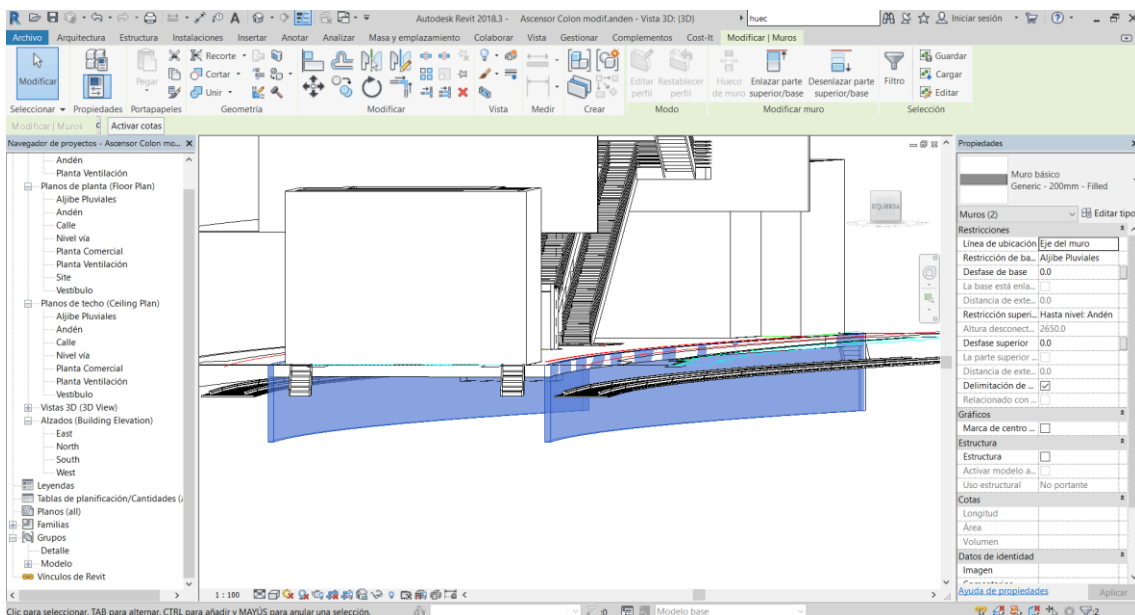 Autodesk Revit 2018.3 - Ascensor Colon modif.anden - Vista 3D: {3D}
huec
Iniciar sesión
Archivo Arquitectura Estructura Instalaciones Insertar Anotar Analizar Masa y emplazamiento Colaborar Vista Gestionar Complementos Cost-It Modificar | Muros
Modificar
Pegar
Recorte
Cortar
Unir
Editar perfil
Restablecer perfil
Hueco de muro
Enlazar parte superior/base
Desenlazar parte superior/base
Filtro
Guardar
Cargar
Editar
Seleccionar Propiedades Portapapeles Geometría Modificar Vista Medir Crear Modo Modificar muro Selección
Modificar | Muros Activar cotas
Navegador de proyectos - Ascensor Colon mo...
Andén
Planta Ventilación
Planos de planta (Floor Plan)
Aljibe Pluviales
Andén
Calle
Nivel vía
Planta Comercial
Planta Ventilación
Site
Vestíbulo
Planos de techo (Ceiling Plan)
Aljibe Pluviales
Andén
Calle
Nivel vía
Planta Comercial
Planta Ventilación
Vestíbulo
Vistas 3D (3D View)
Alzados (Building Elevation)
East
North
South
West
Leyendas
Tablas de planificación/Cantidades (
Planos (all)
Familias
Grupos
Detalle
Modelo
Vínculos de Revit
IZQUIERDA
1 : 100
Propiedades
Muro básico
Generic - 200mm - Filled
Muros (2) Editar tipo
Restricciones
Línea de ubicación Eje del muro
Restricción de ba... Aljibe Pluviales
Desfase de base 0.0
La base está enla...
Distancia de exte... 0.0
Restricción superi... Hasta nivel: Andén
Altura desconect... 2650.0
Desfase superior 0.0
La parte superior ...
Distancia de exte... 0.0
Delimitación de ...
Relacionado con ...
Gráficos
Marca de centro ...
Estructura
Estructura
Activar modelo a...
Uso estructural No portante
Cotas
Longitud
Área
Volumen
Datos de identidad
Imagen
Ayuda de propiedades Aplicar
Clic para seleccionar, TAB para alternar, CTRL para añadir y MAYÚS para anular una selección.
:0
Modelo base
:2